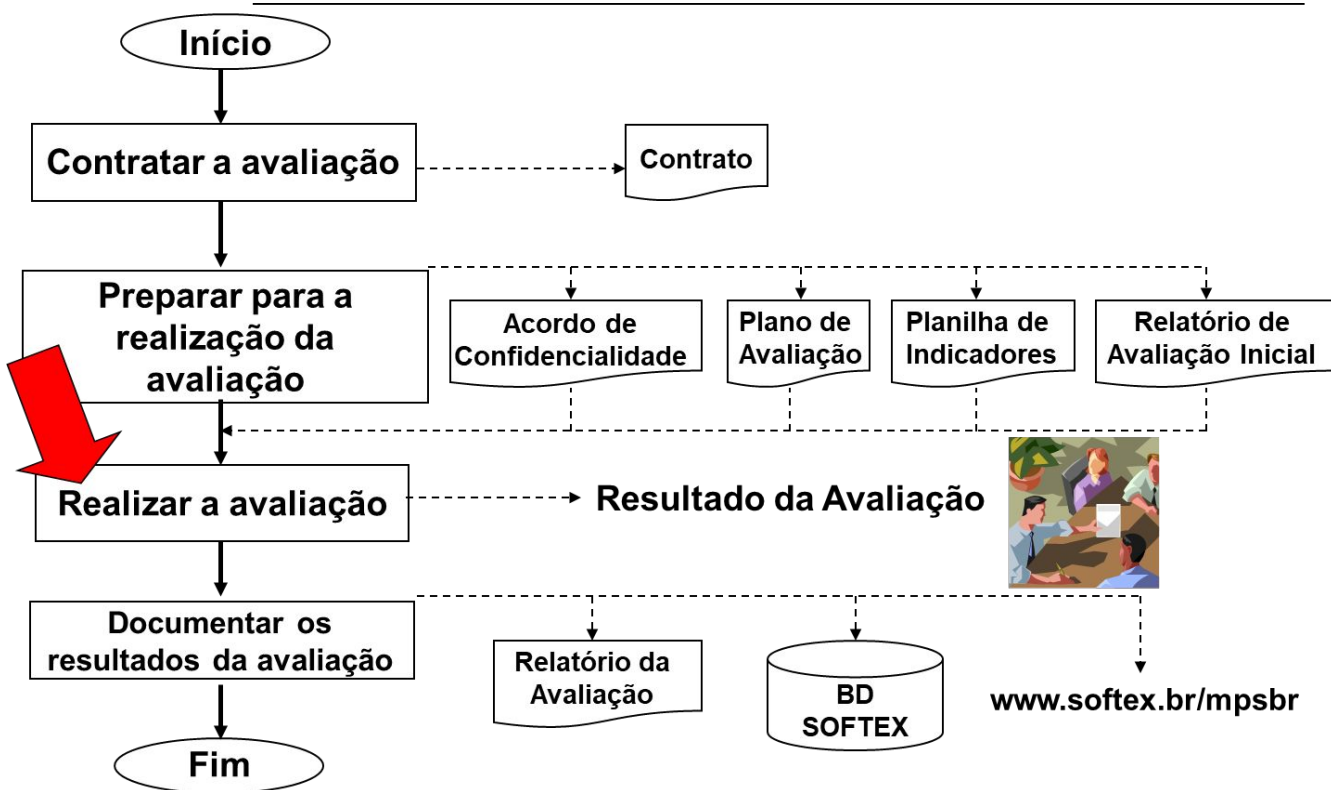 Início
Contratar a avaliação
Contrato
Preparar para a
realização da
avaliação
Acordo de
Confidencialidade
Plano de
Avaliação
Planilha de
Indicadores
Relatório de
Avaliação Inicial
Realizar a avaliação
Resultado da Avaliação
Documentar os
resultados da avaliação
Relatório da
Avaliação
BD
SOFTEX
www.softex.br/mpsbr
Fim